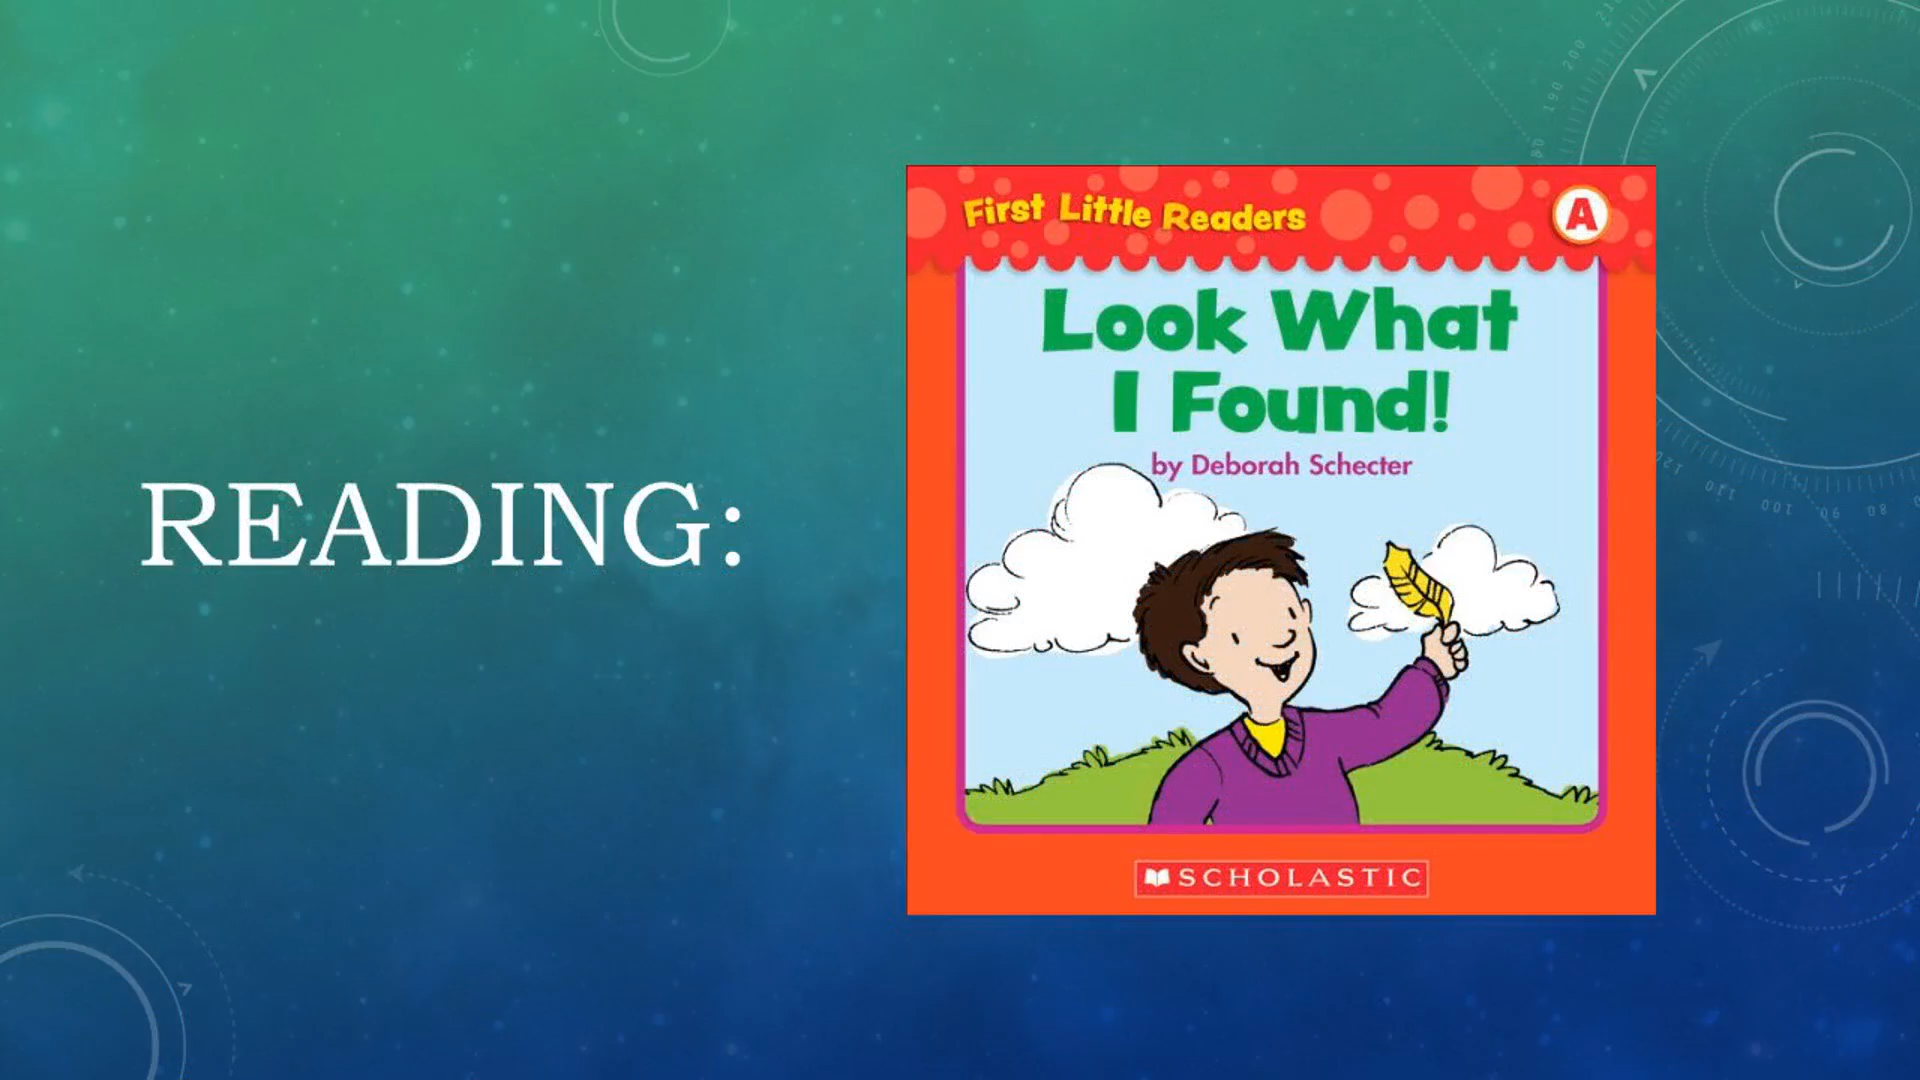 READING:
First Little Readers
A
Look What
I Found!
by Deborah Schecter
SCHOLASTIC